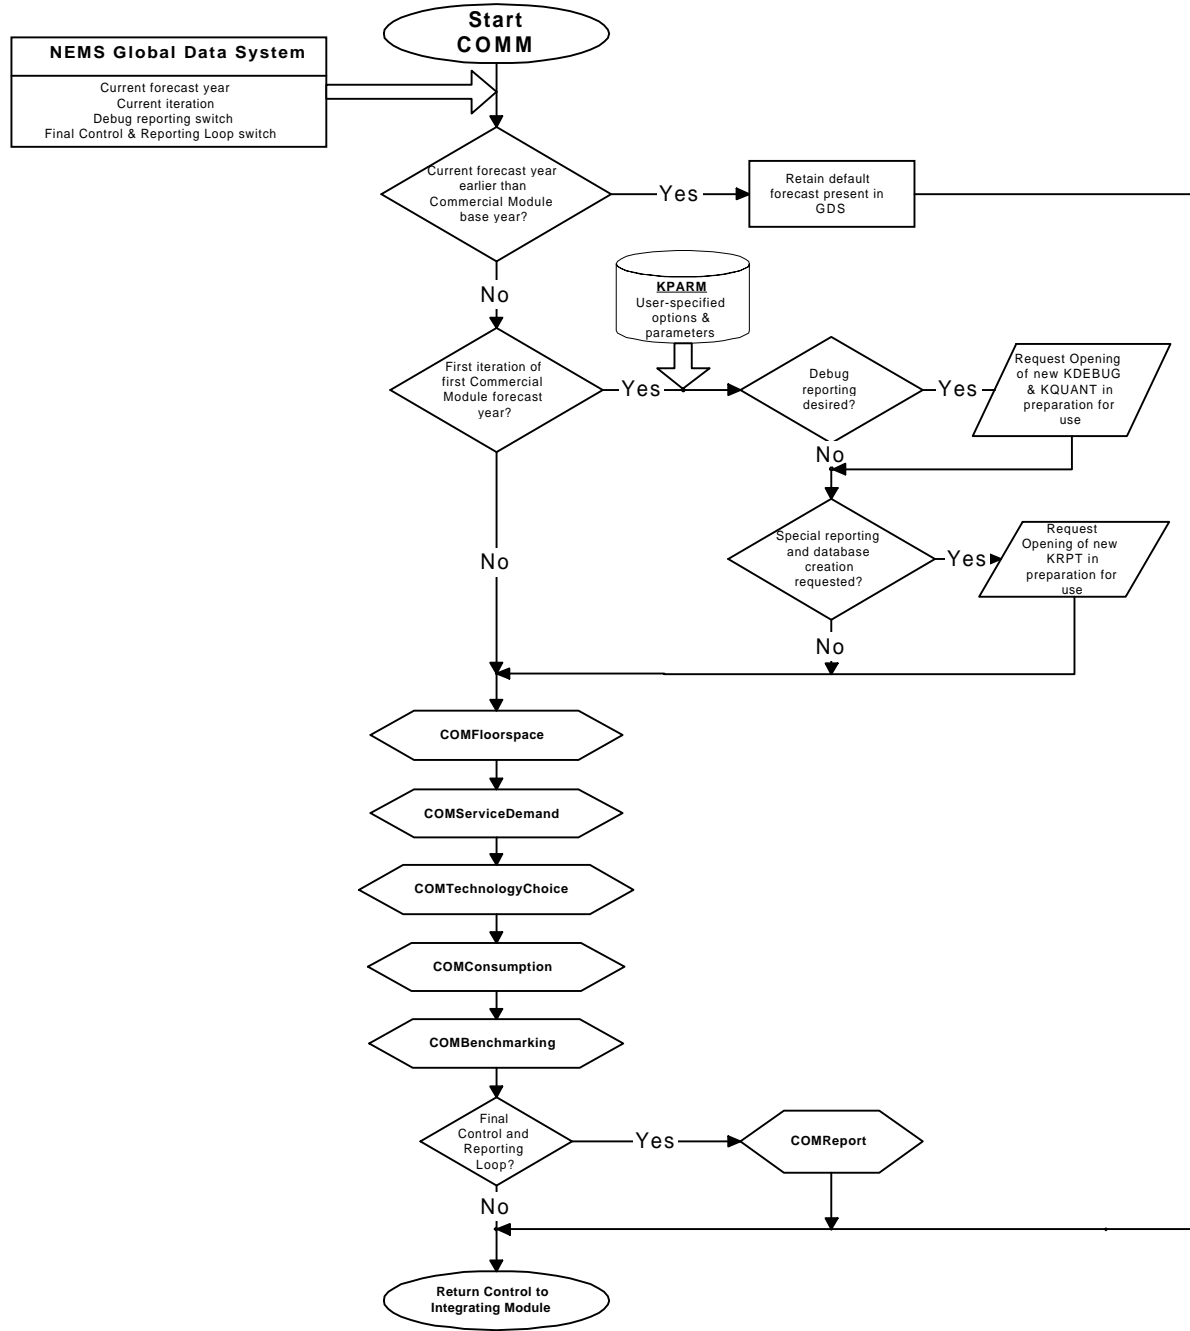 Start
COMM
NEMS Global Data System
Current forecast year
Current iteration
Debug reporting switch
Final Control & Reporting Loop switch
Current forecast year
earlier than
Commercial Module
base year?
Yes
Retain default
forecast present in
GDS
No
KPARM
User-specified
options &
parameters
First iteration of
first Commercial
Module forecast
year?
Yes
Debug
reporting
desired?
Yes
Request Opening
of new KDEBUG
& KQUANT in
preparation for
use
No
Special reporting
and database
creation
requested?
Yes
Request
Opening of new
KRPT in
preparation for
use
No
No
COMFloorspace
COMServiceDemand
COMTechnologyChoice
COMConsumption
COMBenchmarking
Final
Control and
Reporting
Loop?
Yes
COMReport
No
Return Control to
Integrating Module